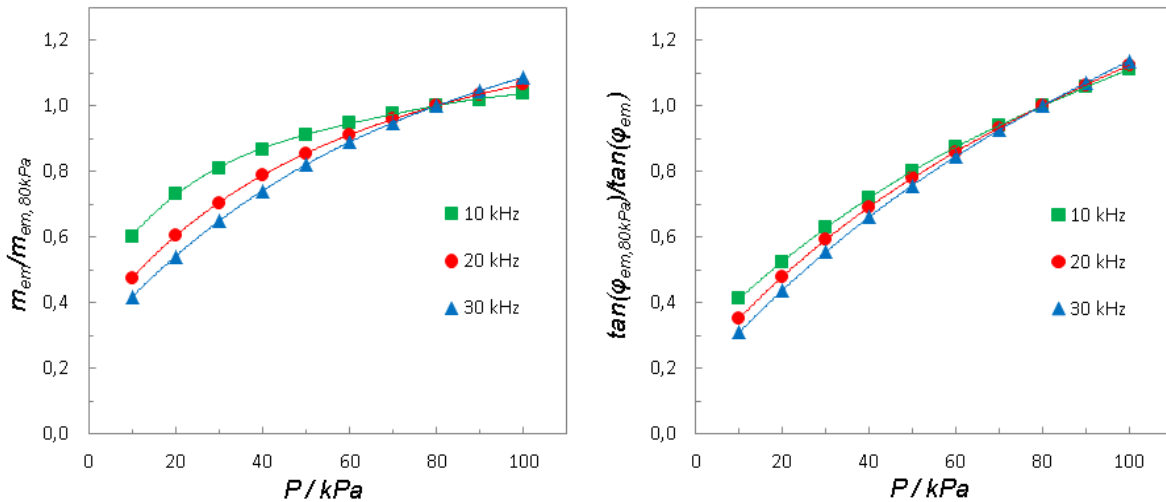 m_em/m_em, 80kPa
1,2
1,0
0,8
0,6
0,4
0,2
0,0
10 kHz
20 kHz
30 kHz
0 20 40 60 80 100
P / kPa
tan(φ_em,80kPa)/tan(φ_em)
1,2
1,0
0,8
0,6
0,4
0,2
0,0
10 kHz
20 kHz
30 kHz
0 20 40 60 80 100
P / kPa